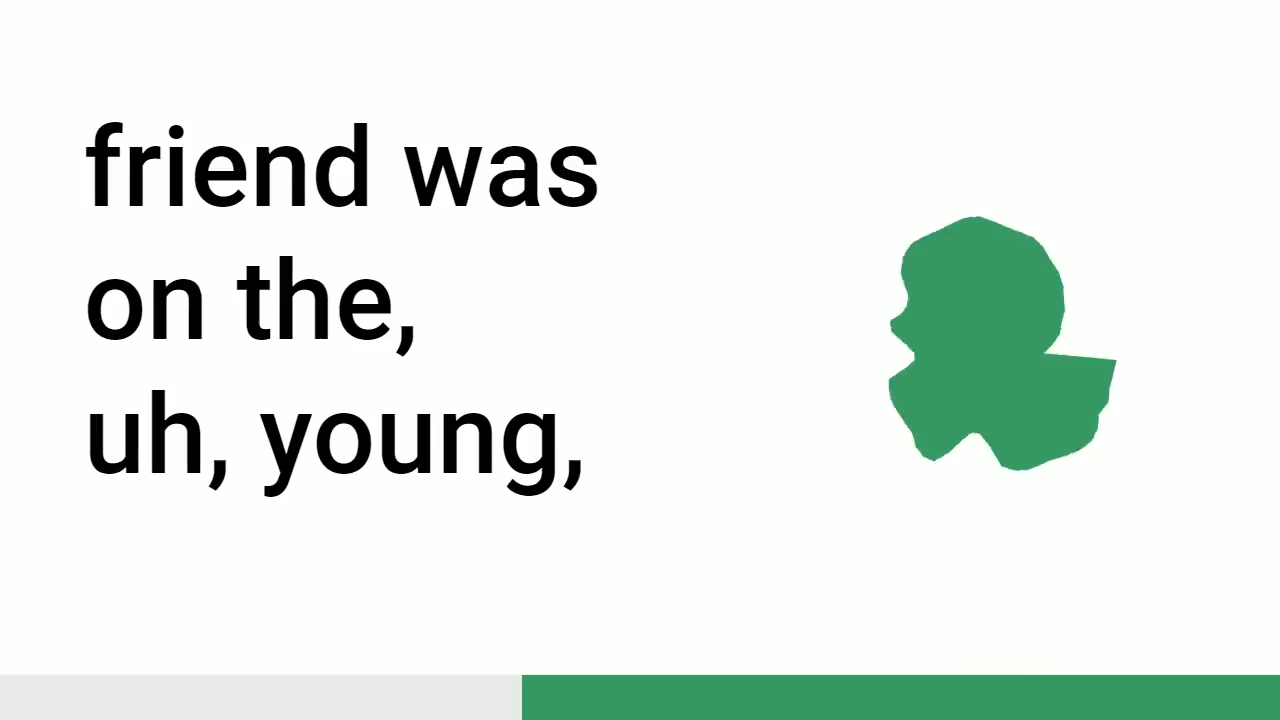 friend was
on the,
uh, young,